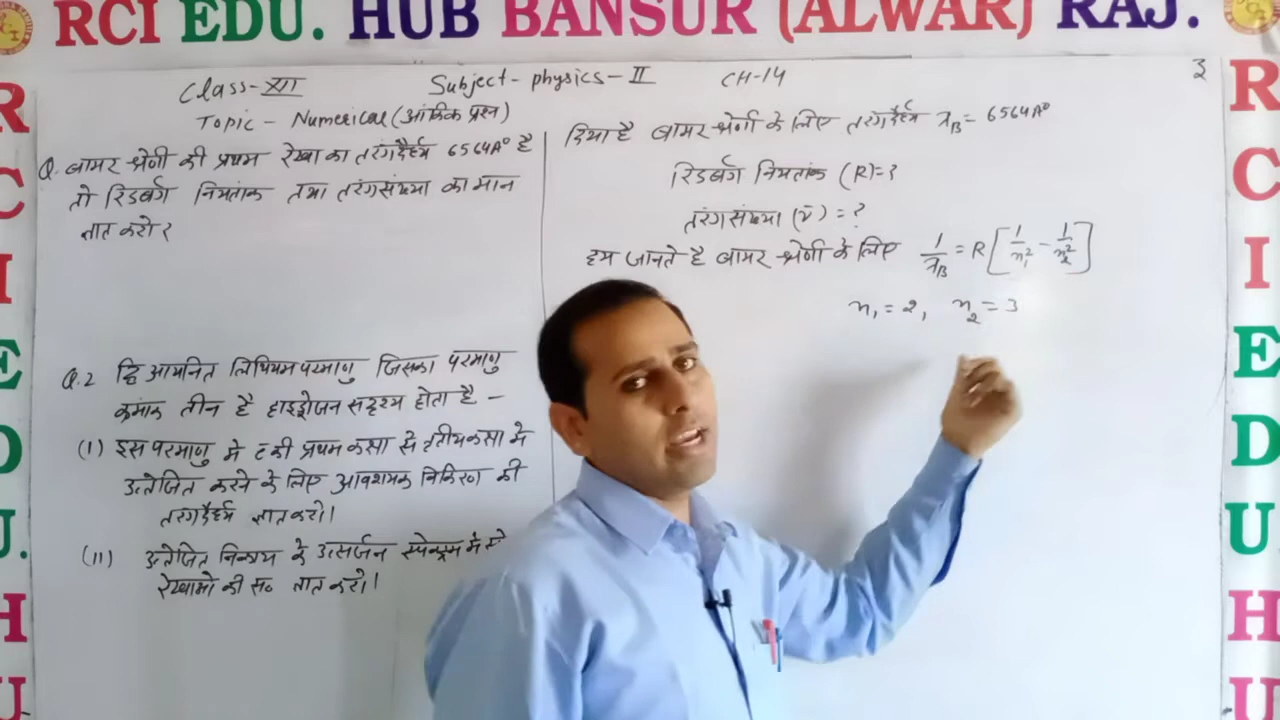 RCI EDU. HUB BANSUR (ALWAR) RAJ.
Class-XII Subject-physics-II CH-14 3
Topic - Numerical (आंकिक प्रश्न)
Q. बामर श्रेणी की प्रथम रेखा का तरंगदैर्ध्य 6564A° है
तो रिडबर्ग नियतांक तथा तरंगसंख्या का मान
ज्ञात करो?
Q.2 द्वि आयनित लिथियम परमाणु जिसका परमाणु
क्रमांक तीन है हाइड्रोजन सदृश्य होता है -
(I) इस परमाणु में e की प्रथम कक्षा से तृतीय कक्षा में
उत्तेजित करने के लिए आवश्यक विकिरण की
तरंगदैर्ध्य ज्ञात करो।
(II) उत्तेजित निकाय के उत्सर्जन स्पेक्ट्रम में
रेखाओं की सं० ज्ञात करो।
दिया है बामर श्रेणी के लिए तरंगदैर्ध्य λB = 6564A°
रिडबर्ग नियतांक (R)=?
तरंगसंख्या (ν̄) = ?
हम जानते है बामर श्रेणी के लिए 1/λB = R[1/n₁² - 1/n₂²]
n₁ = 2, n₂ = 3
R
C
I
E
D
U.
H
U
R
C
I
E
D
U
H
U